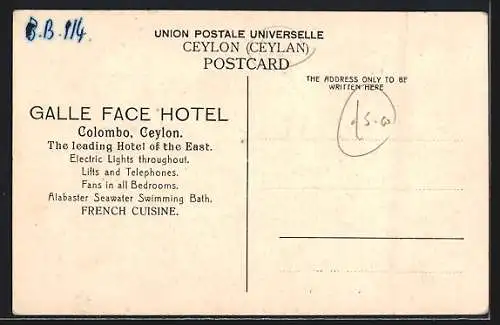 B.B. 9/4
UNION POSTALE UNIVERSELLE
CEYLON (CEYLAN)
POSTCARD
THE ADDRESS ONLY TO BE
WRITTEN HERE
GALLE FACE HOTEL
Colombo, Ceylon.
The leading Hotel of the East.
Electric Lights throughout.
Lifts and Telephones.
Fans in all Bedrooms.
Alabaster Seawater Swimming Bath.
FRENCH CUISINE.